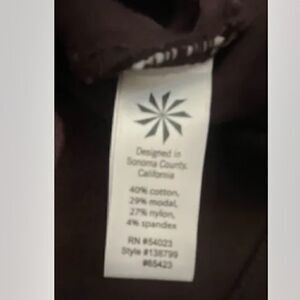 Designed in
Sonoma County,
California
40% cotton,
29% modal,
27% nylon,
4% spandex
RN #54023
Style #138799
#65423